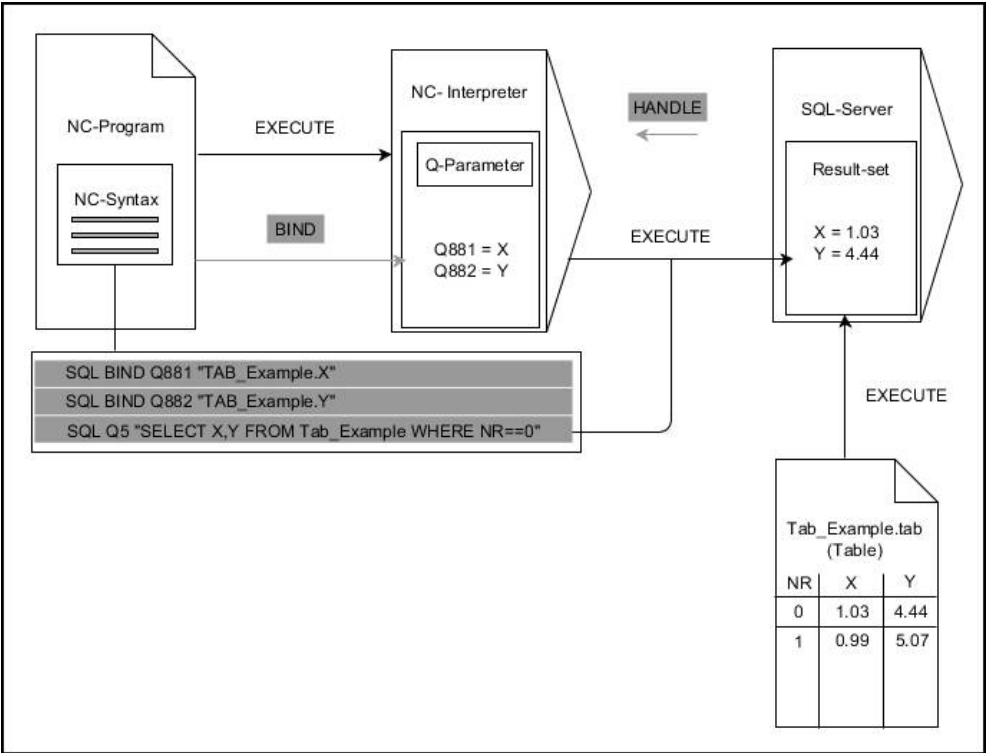 NC-Program
NC-Syntax
EXECUTE
BIND
NC- Interpreter
Q-Parameter
Q881 = X
Q882 = Y
HANDLE
EXECUTE
SQL-Server
Result-set
X = 1.03
Y = 4.44
SQL BIND Q881 "TAB_Example.X"
SQL BIND Q882 "TAB_Example.Y"
SQL Q5 "SELECT X,Y FROM Tab_Example WHERE NR==0"
EXECUTE
Tab_Example.tab
(Table)
NR X Y
0 1.03 4.44
1 0.99 5.07